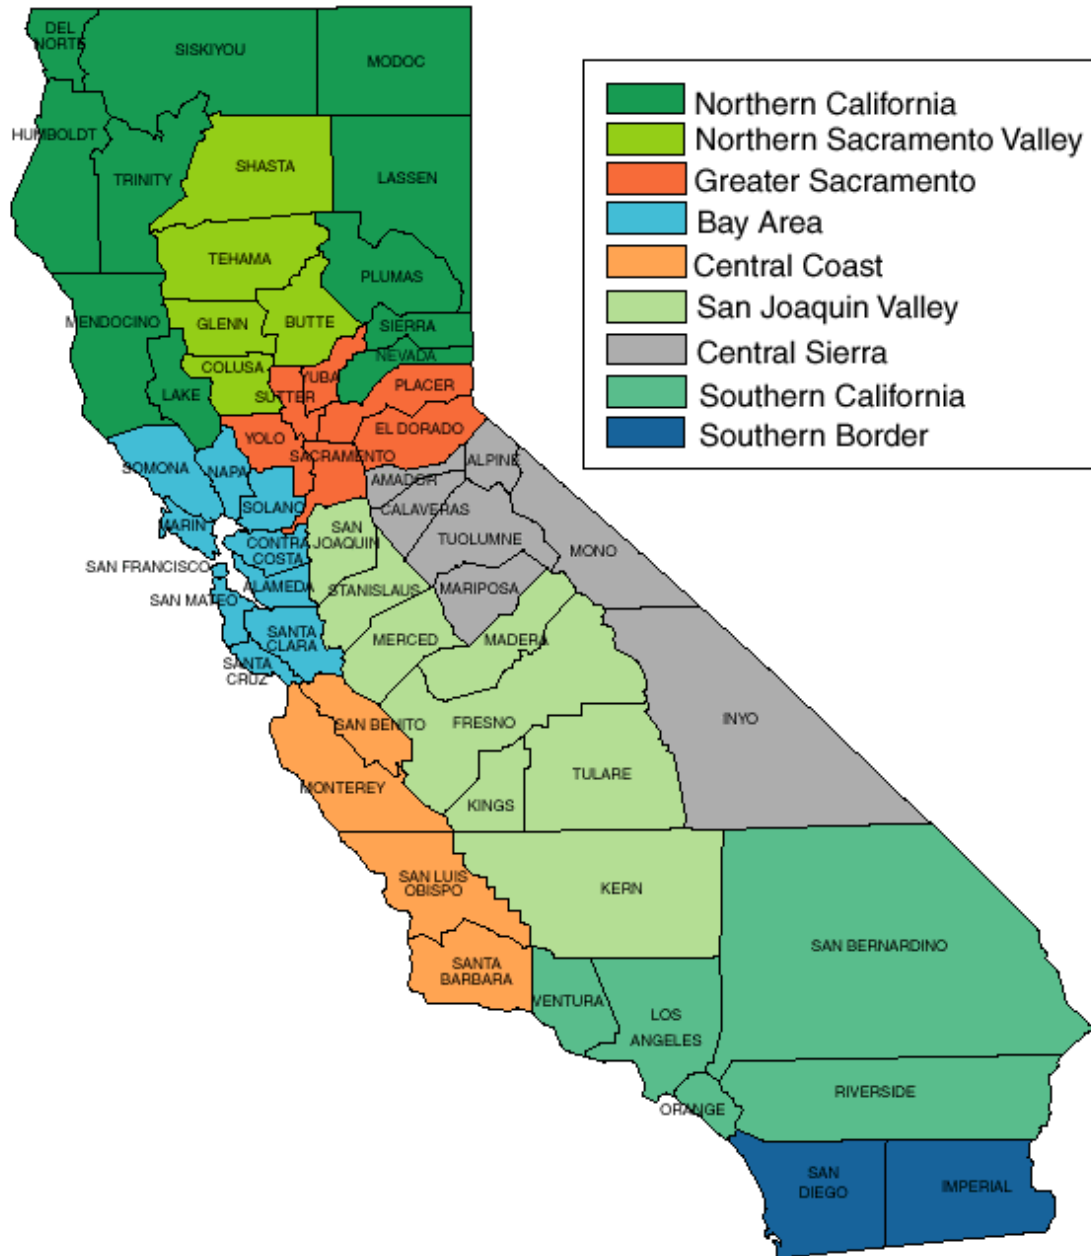 DEL
NORTE
SISKIYOU
MODOC
HUMBOLDT
TRINITY
SHASTA
LASSEN
TEHAMA
PLUMAS
MENDOCINO
GLENN
BUTTE
SIERRA
NEVADA
COLUSA
YUBA
LAKE
SUTTER
PLACER
YOLO
EL DORADO
SACRAMENTO
SOMONA
NAPA
ALPINE
AMADOR
SOLANO
CALAVERAS
MARIN
SAN
JOAQUIN
TUOLUMNE
MONO
CONTRA
COSTA
SAN FRANCISCO
ALAMEDA
STANISLAUS
MARIPOSA
SAN MATEO
SANTA
CLARA
MERCED
MADERA
SANTA
CRUZ
SAN BENITO
FRESNO
INYO
MONTEREY
KINGS
TULARE
SAN LUIS
OBISPO
KERN
SANTA
BARBARA
SAN BERNARDINO
VENTURA
LOS
ANGELES
RIVERSIDE
ORANGE
SAN
DIEGO
IMPERIAL
Northern California
Northern Sacramento Valley
Greater Sacramento
Bay Area
Central Coast
San Joaquin Valley
Central Sierra
Southern California
Southern Border